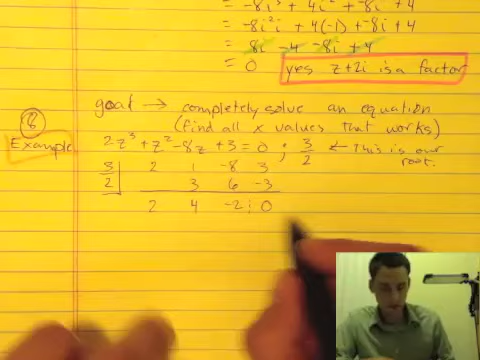 = -8i³ + 4i² - 8i + 4
= -8i²i + 4(-1) + -8i + 4
8i -4 -8i +4
= 0 yes z+2i is a factor
8 goal → completely solve an equation
(find all x values that works)
Example 2z³+z²-8z+3=0 ; 3/2 ← This is our root.
3/2 2 1 -8 3
3 6 -3
2 4 -2 0